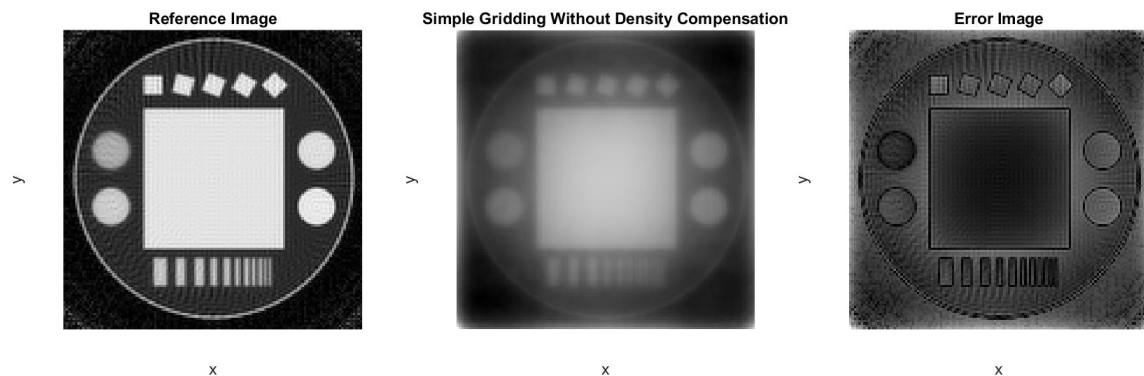 Reference Image
Simple Gridding Without Density Compensation
Error Image
y
y
y
x
x
x